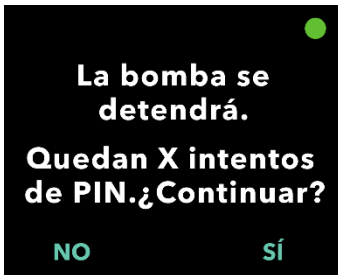 La bomba se
detendrá.
Quedan X intentos
de PIN.¿Continuar?
NO SÍ